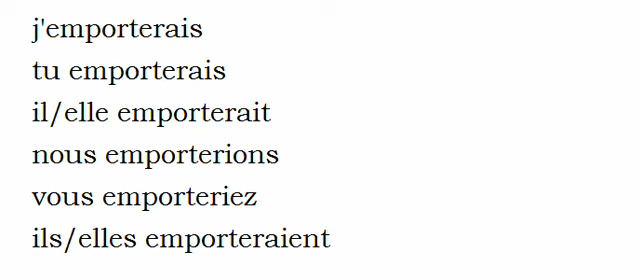 j'emporterais
tu emporterais
il/elle emporterait
nous emporterions
vous emporteriez
ils/elles emporteraient